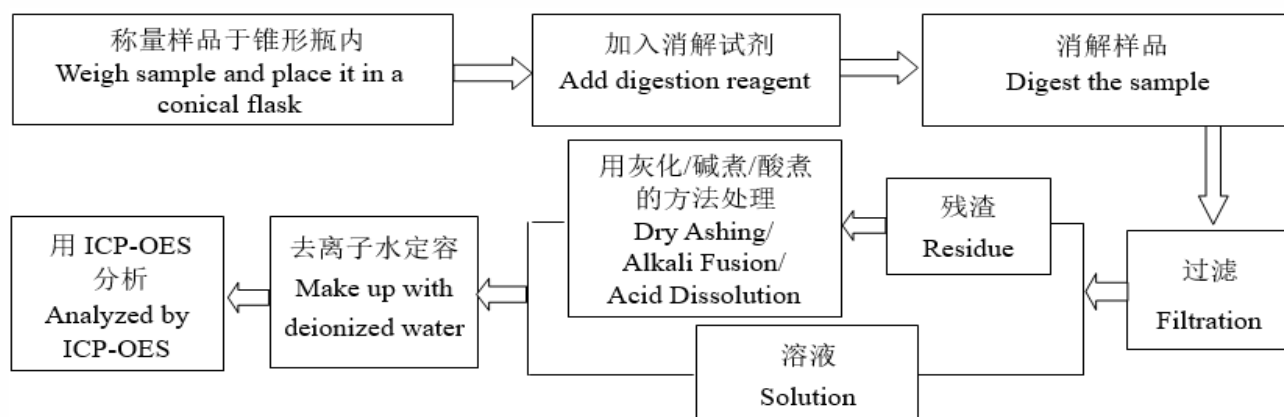 称量样品于锥形瓶内
Weigh sample and place it in a
conical flask
加入消解试剂
Add digestion reagent
消解样品
Digest the sample
过滤
Filtration
残渣
Residue
用灰化/碱煮/酸煮
的方法处理
Dry Ashing/
Alkali Fusion/
Acid Dissolution
溶液
Solution
去离子水定容
Make up with
deionized water
用 ICP-OES
分析
Analyzed by
ICP-OES